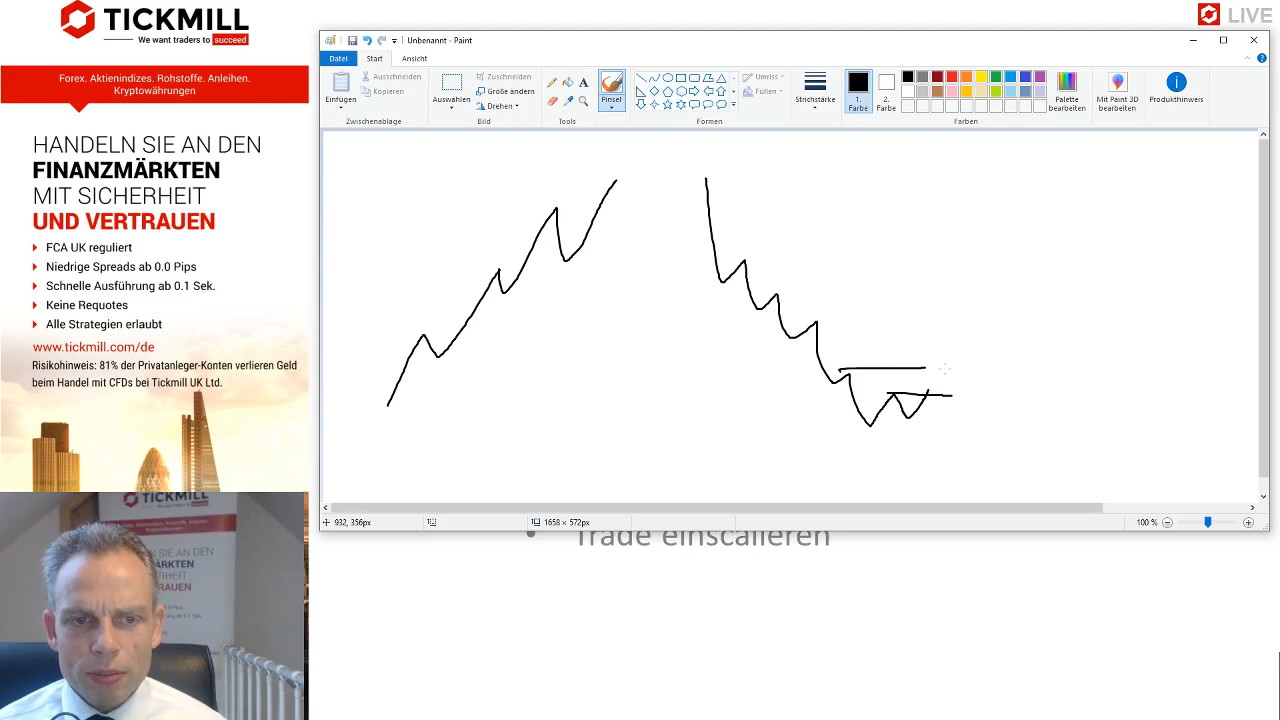 TICKMILL
We want traders to succeed
Forex. Aktienindizes. Rohstoffe. Anleihen.
Kryptowährungen
HANDELN SIE AN DEN
FINANZMÄRKTEN
MIT SICHERHEIT
UND VERTRAUEN
FCA UK reguliert
Niedrige Spreads ab 0.0 Pips
Schnelle Ausführung ab 0.1 Sek.
Keine Requotes
Alle Strategien erlaubt
www.tickmill.com/de
Risikohinweis: 81% der Privatanleger-Konten verlieren Geld
beim Handel mit CFDs bei Tickmill UK Ltd.
TICKMILL
LIVE
Unbenannt - Paint
Datei Start Ansicht
Einfügen
Ausschneiden
Kopieren
Zwischenablage
Auswählen
Zuschneiden
Größe ändern
Drehen
Bild
Tools
Pinsel
Formen
Umriss
Füllen
Strichstärke
1.
Farbe
2.
Farbe
Farben
Palette
bearbeiten
Mit Paint 3D
bearbeiten
Produkthinweis
932, 356px
1658 × 572px
100 %
Trade einscalieren